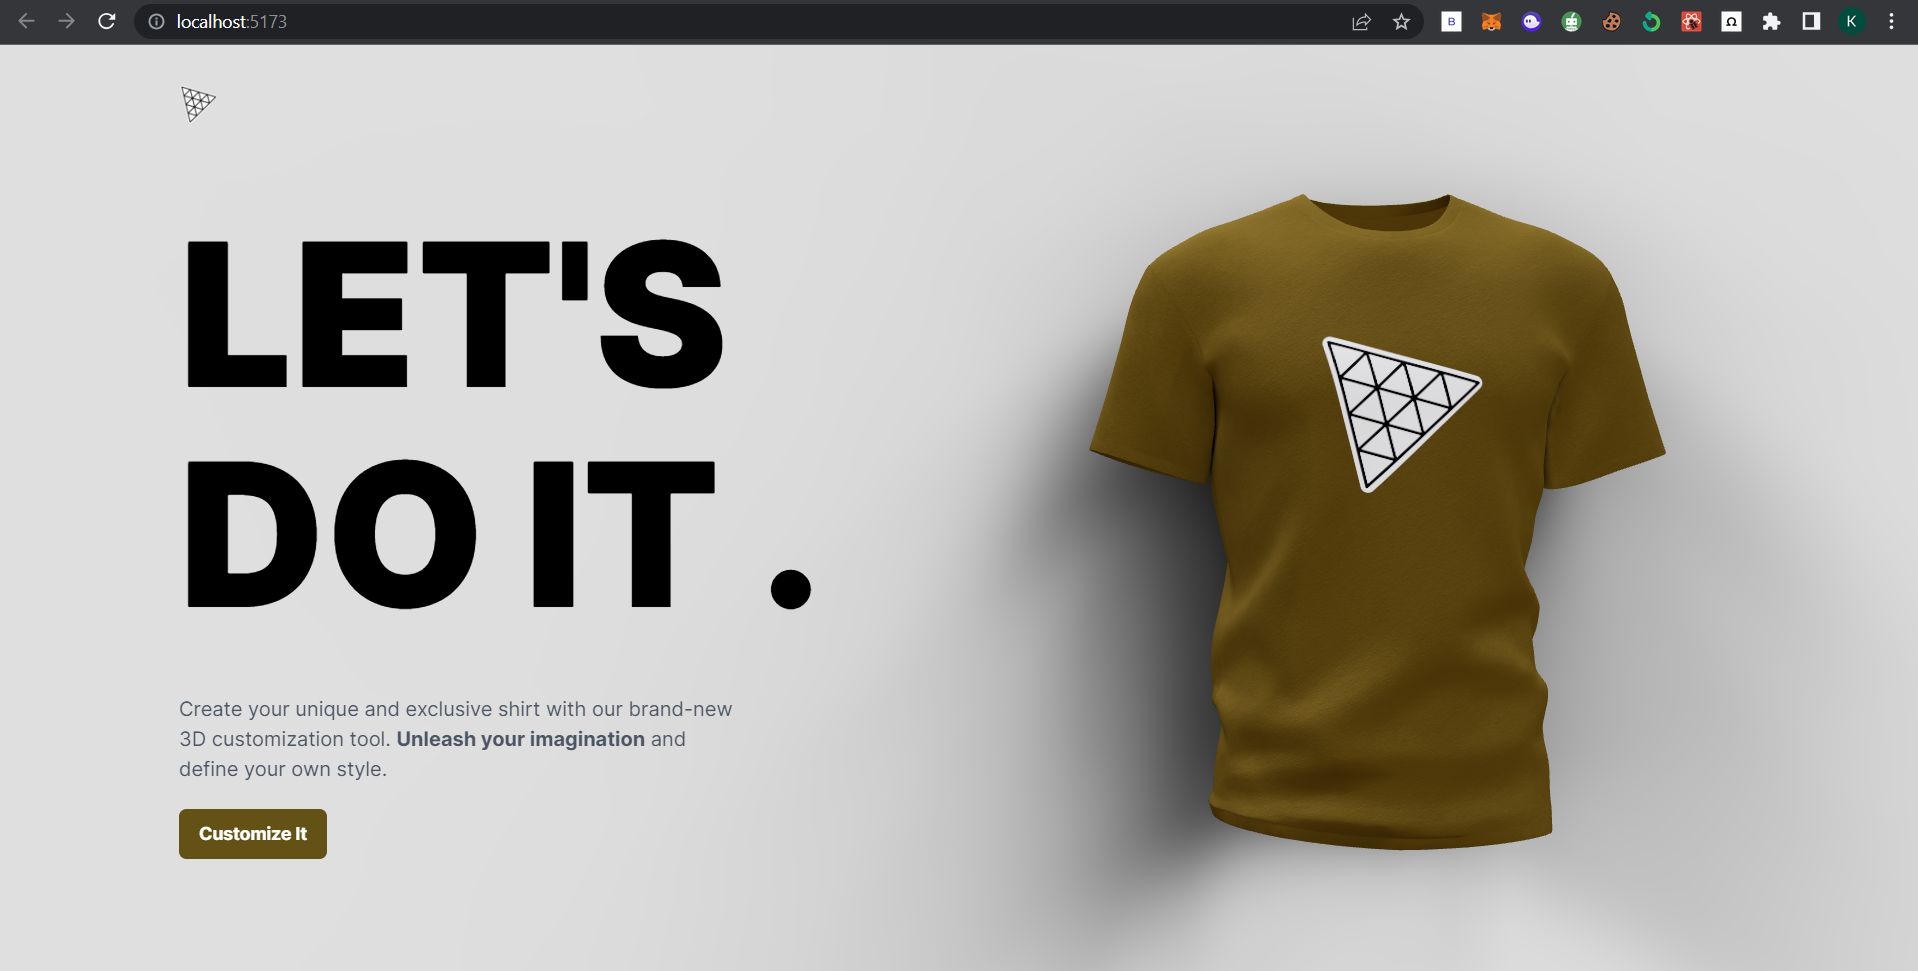 localhost:5173
B
Ω
K
LET'S
DO IT .
Create your unique and exclusive shirt with our brand-new
3D customization tool. Unleash your imagination and
define your own style.
Customize It